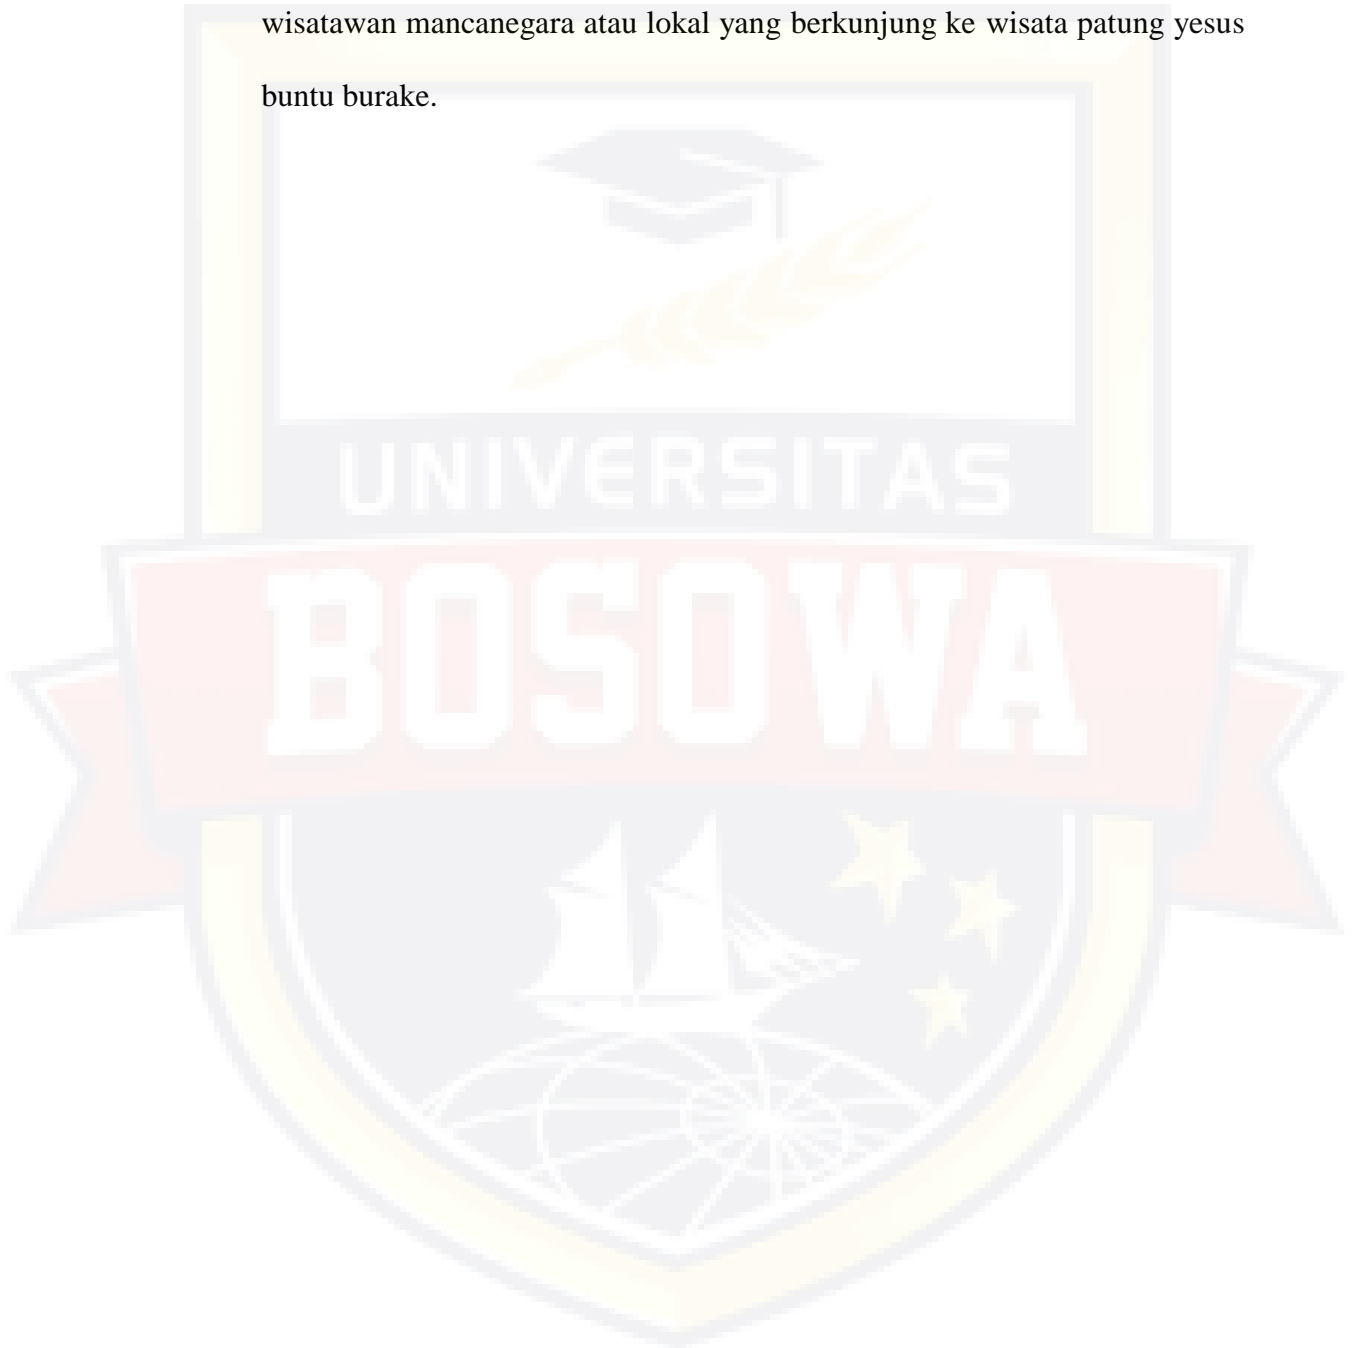 wisatawan mancanegara atau lokal yang berkunjung ke wisata patung yesus
buntu burake.
UNIVERSITAS
BOSOWA